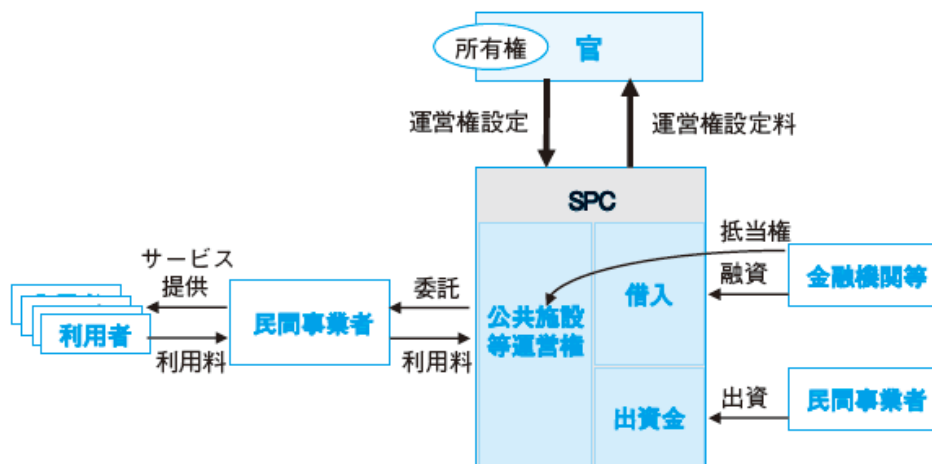 所有権
官
運営権設定
運営権設定料
SPC
抵当権
金融機関等
融資
借入
サービス
提供
委託
公共施設
等運営権
民間事業者
利用者
利用料
利用料
出資
民間事業者
出資金